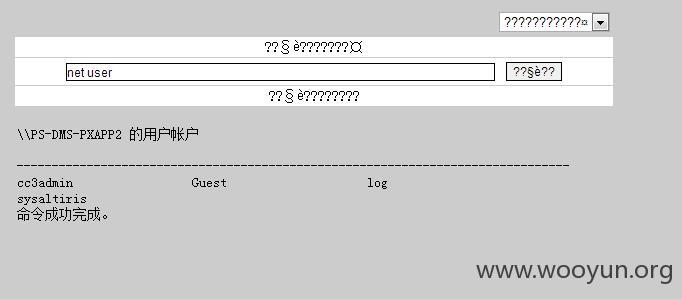 ???????????¤
??§è???????¤
net user
??§è??
??§è????????
\\PS-DMS-PXAPP2 的用户帐户
-------------------------------------------------------------------------------
cc3admin Guest log
sysaltiris
命令成功完成。
www.wooyun.org